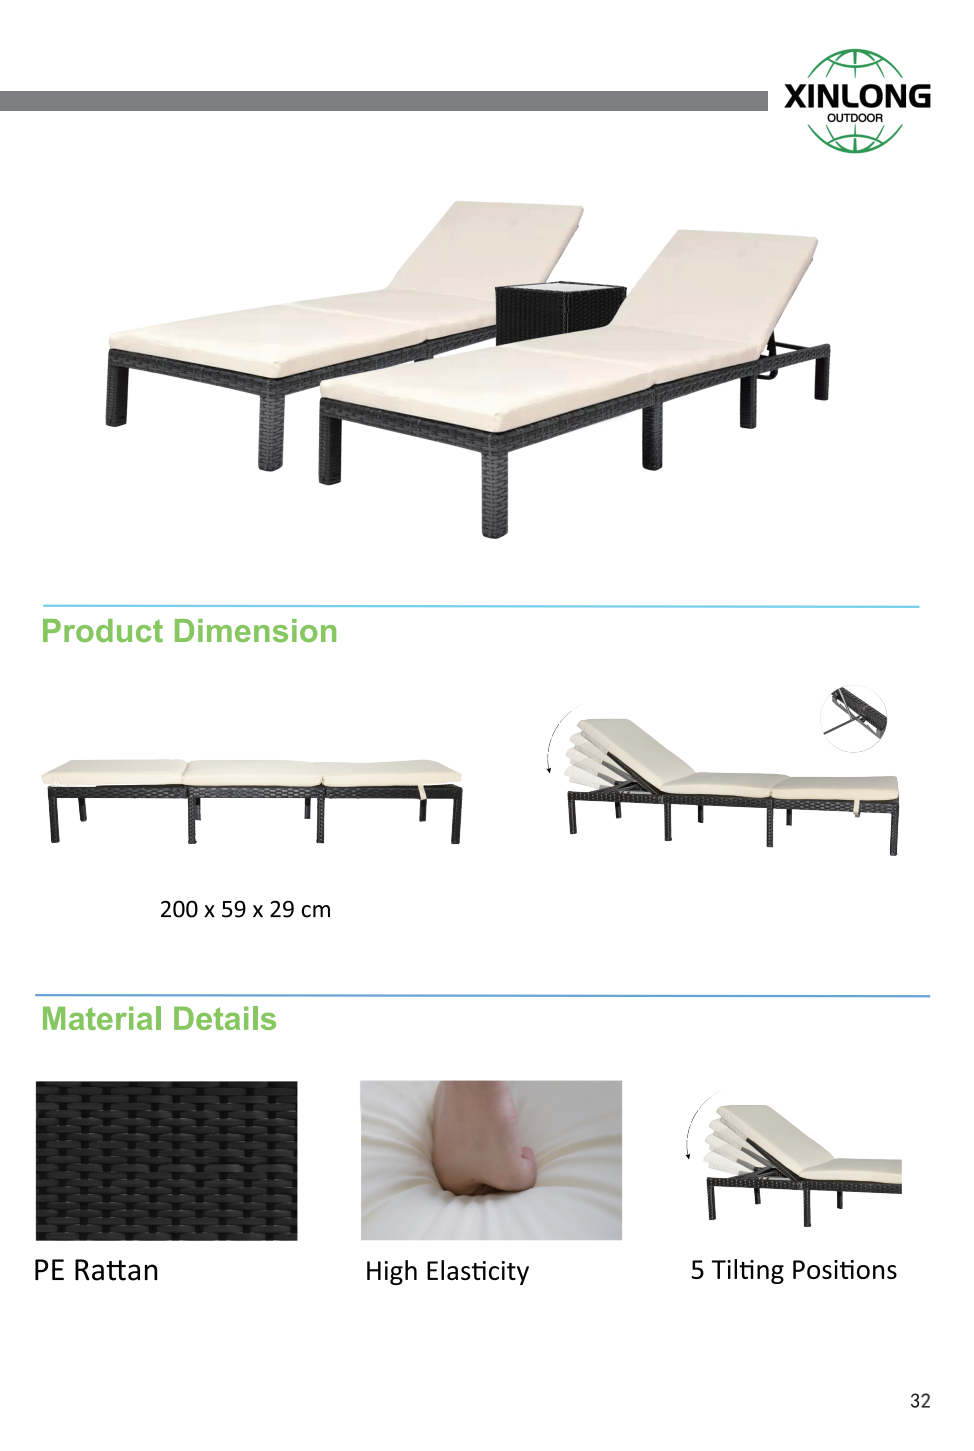 XINLONG
OUTDOOR
Product Dimension
200 x 59 x 29 cm
Material Details
PE Rattan
High Elasticity
5 Tilting Positions
32